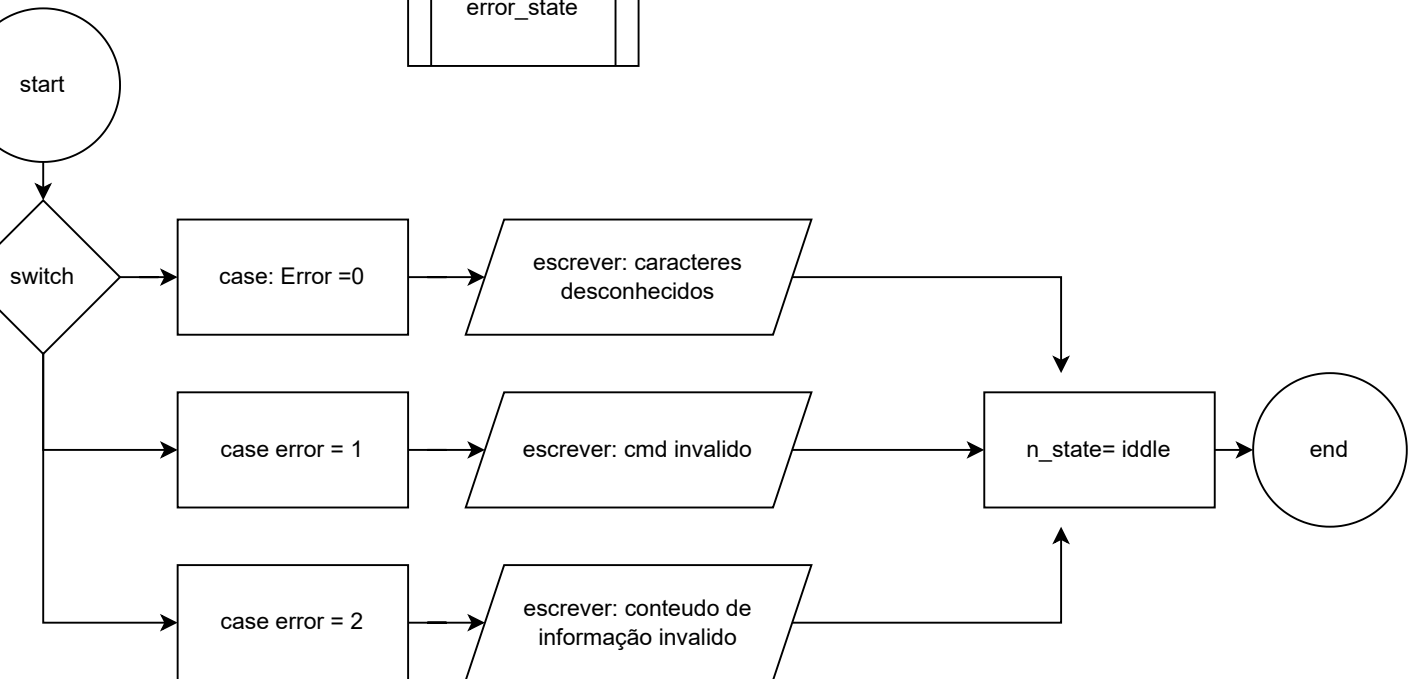 error_state
start
switch
case: Error =0
escrever: caracteres
desconhecidos
case error = 1
escrever: cmd invalido
n_state= iddle
end
case error = 2
escrever: conteudo de
informação invalido